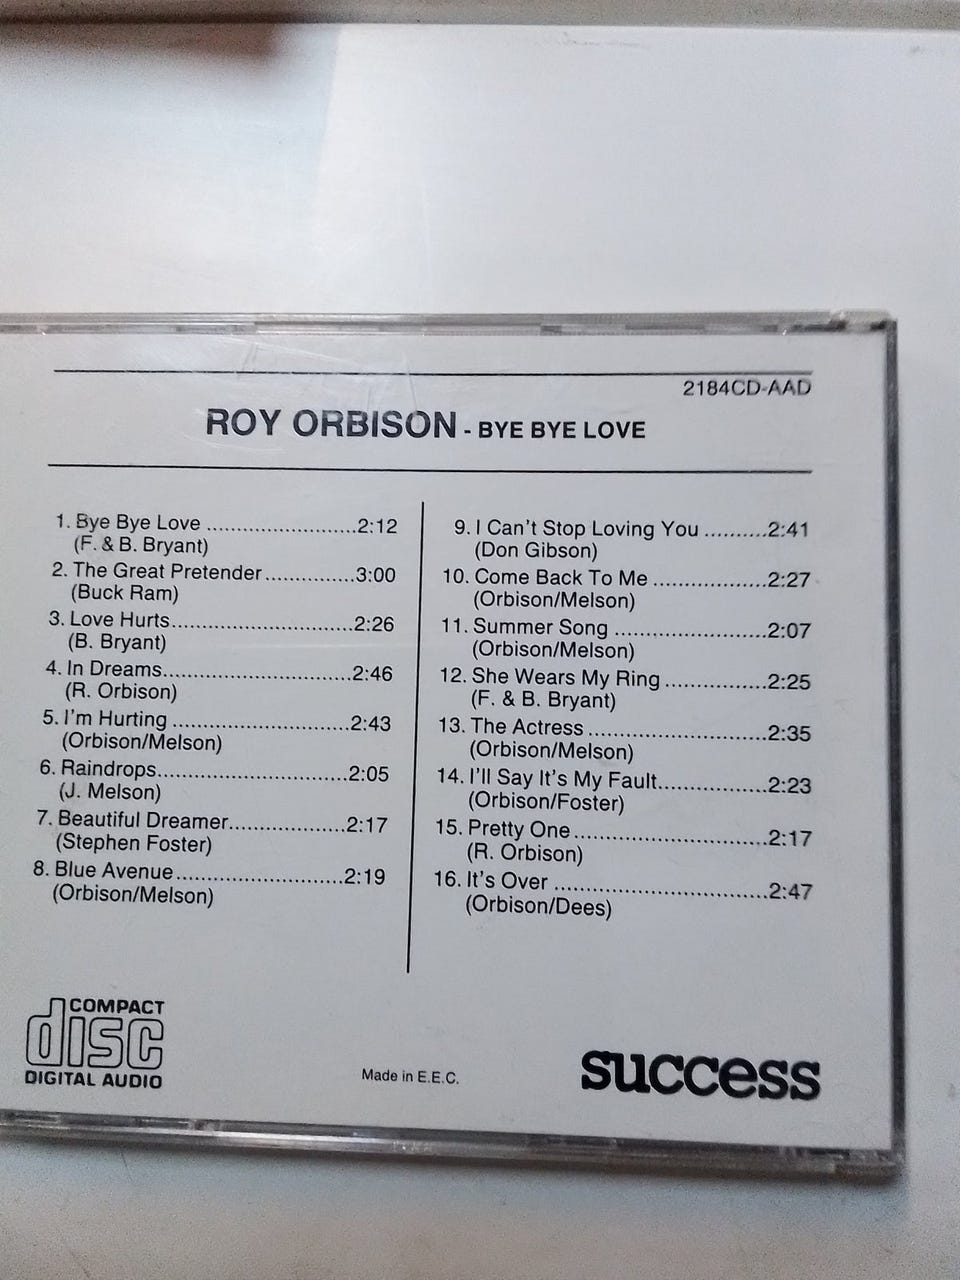 2184CD-AAD
ROY ORBISON - BYE BYE LOVE
1. Bye Bye Love ........................2:12
(F. & B. Bryant)
2. The Great Pretender...............3:00
(Buck Ram)
3. Love Hurts..............................2:26
(B. Bryant)
4. In Dreams...............................2:46
(R. Orbison)
5. I'm Hurting .............................2:43
(Orbison/Melson)
6. Raindrops...............................2:05
(J. Melson)
7. Beautiful Dreamer...................2:17
(Stephen Foster)
8. Blue Avenue...........................2:19
(Orbison/Melson)
9. I Can't Stop Loving You ..........2:41
(Don Gibson)
10. Come Back To Me ..................2:27
(Orbison/Melson)
11. Summer Song ........................2:07
(Orbison/Melson)
12. She Wears My Ring ................2:25
(F. & B. Bryant)
13. The Actress ............................2:35
(Orbison/Melson)
14. I'll Say It's My Fault..................2:23
(Orbison/Foster)
15. Pretty One ...............................2:17
(R. Orbison)
16. It's Over ..................................2:47
(Orbison/Dees)
COMPACT
disc
DIGITAL AUDIO
Made in E.E.C.
success